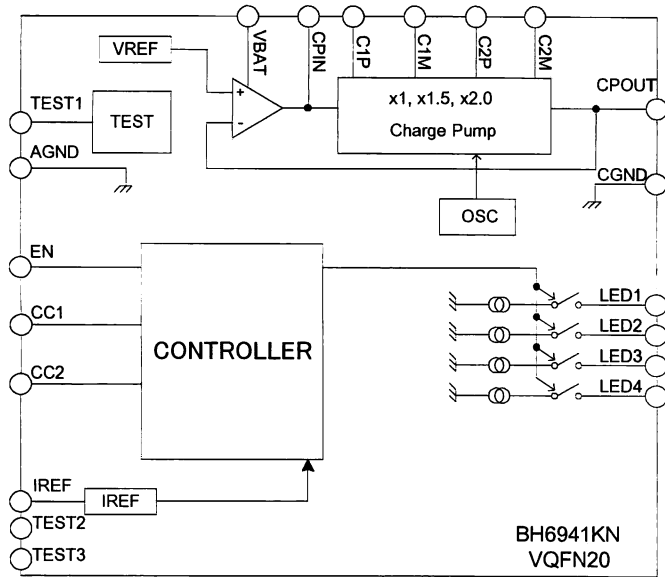 VBAT
CPIN
C1P
C1M
C2P
C2M
VREF
CPOUT
TEST1
TEST
+
-
x1, x1.5, x2.0
Charge Pump
AGND
CGND
OSC
EN
CC1
CONTROLLER
CC2
LED1
LED2
LED3
LED4
IREF
IREF
TEST2
TEST3
BH6941KN
VQFN20